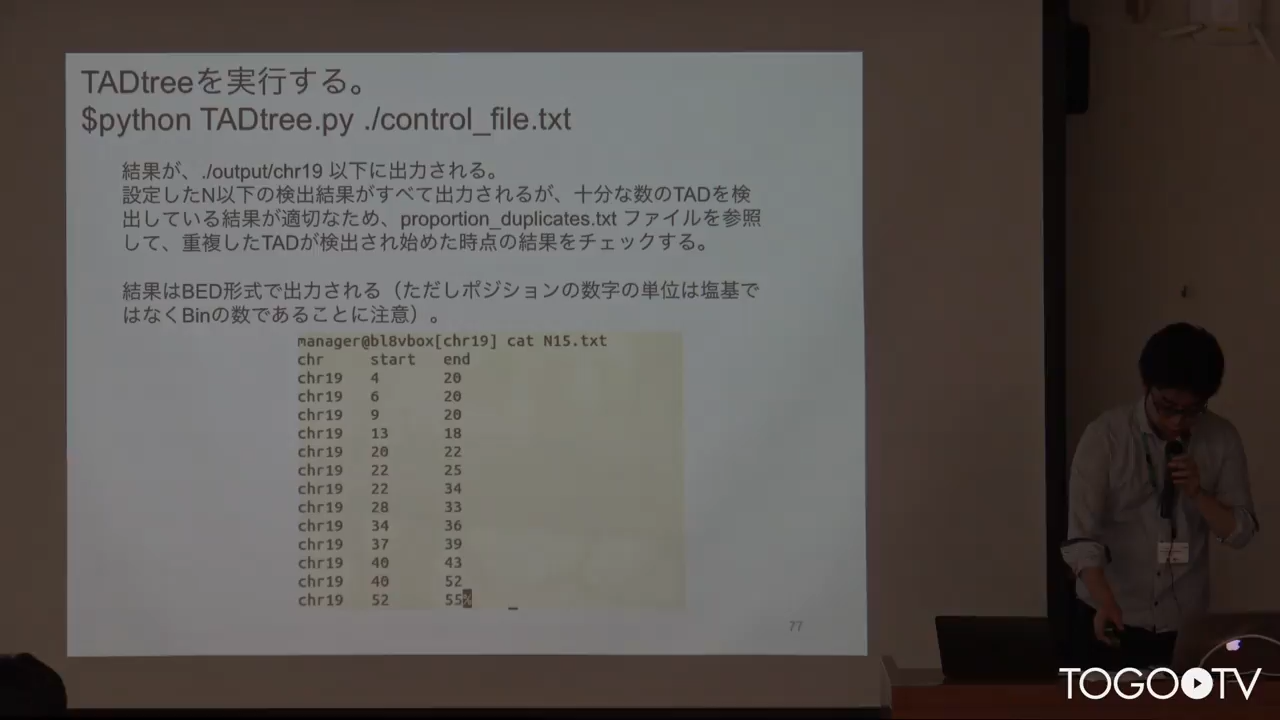 TADtreeを実行する。
$python TADtree.py ./control_file.txt
結果が、./output/chr19 以下に出力される。
設定したN以下の検出結果がすべて出力されるが、十分な数のTADを検
出している結果が適切なため、proportion_duplicates.txt ファイルを参照
して、重複したTADが検出され始めた時点の結果をチェックする。
結果はBED形式で出力される（ただしポジションの数字の単位は塩基で
はなくBinの数であることに注意）。
manager@bl8vbox[chr19] cat N15.txt
chr start end
chr19 4 20
chr19 6 20
chr19 9 20
chr19 13 18
chr19 20 22
chr19 22 25
chr19 22 34
chr19 28 33
chr19 34 36
chr19 37 39
chr19 40 43
chr19 40 52
chr19 52 55%
77
TOGOTV